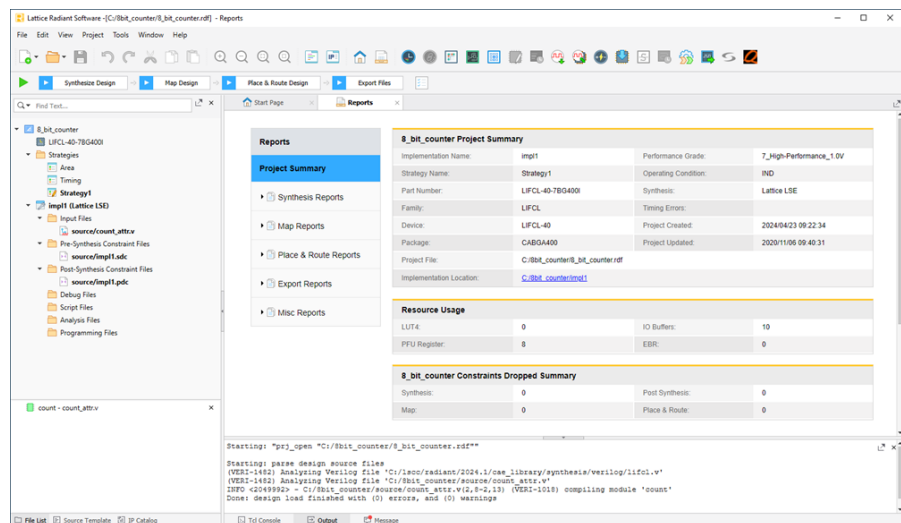 Lattice Radiant Software -[C:/8bit_counter/8_bit_counter.rdf] - Reports
File Edit View Project Tools Window Help
Synthesize Design Map Design Place & Route Design Export Files
Find Text...
8_bit_counter
LIFCL-40-7BG400I
Strategies
Area
Timing
Strategy1
impl1 (Lattice LSE)
Input Files
source/count_attr.v
Pre-Synthesis Constraint Files
source/impl1.sdc
Post-Synthesis Constraint Files
source/impl1.pdc
Debug Files
Script Files
Analysis Files
Programming Files
count - count_attr.v
File List Source Template IP Catalog
Start Page Reports
Reports
Project Summary
Synthesis Reports
Map Reports
Place & Route Reports
Export Reports
Misc Reports
8_bit_counter Project Summary
Implementation Name: impl1 Performance Grade: 7_High-Performance_1.0V
Strategy Name: Strategy1 Operating Condition: IND
Part Number: LIFCL-40-7BG400I Synthesis: Lattice LSE
Family: LIFCL Timing Errors:
Device: LIFCL-40 Project Created: 2024/04/23 09:22:34
Package: CABGA400 Project Updated: 2020/11/06 09:40:31
Project File: C:/8bit_counter/8_bit_counter.rdf
Implementation Location: C:/8bit_counter/impl1
Resource Usage
LUT4: 0 IO Buffers: 10
PFU Register: 8 EBR: 0
8_bit_counter Constraints Dropped Summary
Synthesis: 0 Post Synthesis: 0
Map: 0 Place & Route: 0
Starting: "prj_open "C:/8bit_counter/8_bit_counter.rdf""
Starting: parse design source files
(VERI-1482) Analyzing Verilog file 'C:/lscc/radiant/2024.1/cae_library/synthesis/verilog/lifcl.v'
(VERI-1482) Analyzing Verilog file 'C:/8bit_counter/source/count_attr.v'
INFO <2049992> - C:/8bit_counter/source/count_attr.v(2,8-2,13) (VERI-1018) compiling module 'count'
Done: design load finished with (0) errors, and (0) warnings
Tcl Console Output Message